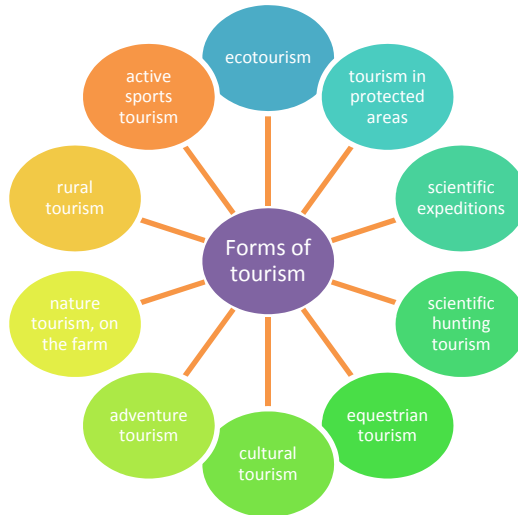 Forms of
tourism
ecotourism
tourism in
protected
areas
scientific
expeditions
scientific
hunting
tourism
equestrian
tourism
cultural
tourism
adventure
tourism
nature
tourism, on
the farm
rural
tourism
active
sports
tourism